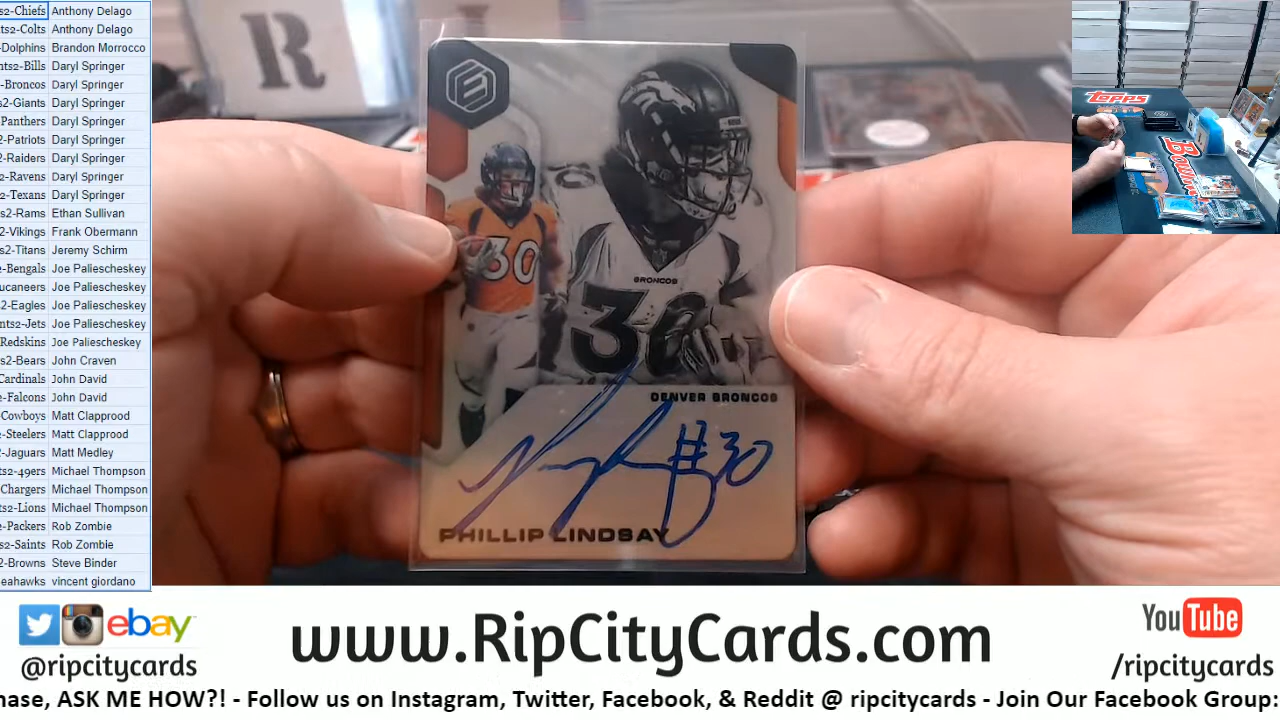 s2-Chiefs Anthony Delago
ts2-Colts Anthony Delago
-Dolphins Brandon Morrocco
nts2-Bills Daryl Springer
-Broncos Daryl Springer
s2-Giants Daryl Springer
Panthers Daryl Springer
2-Patriots Daryl Springer
2-Raiders Daryl Springer
2-Ravens Daryl Springer
s2-Texans Daryl Springer
ts2-Rams Ethan Sullivan
2-Vikings Frank Obermann
s2-Titans Jeremy Schirm
-Bengals Joe Paliescheskey
ucaneers Joe Paliescheskey
s2-Eagles Joe Paliescheskey
nts2-Jets Joe Paliescheskey
Redskins Joe Paliescheskey
s2-Bears John Craven
Cardinals John David
-Falcons John David
Cowboys Matt Clapprood
-Steelers Matt Clapprood
-Jaguars Matt Medley
nts2-49ers Michael Thompson
Chargers Michael Thompson
ts2-Lions Michael Thompson
-Packers Rob Zombie
s2-Saints Rob Zombie
2-Browns Steve Binder
eahawks vincent giordano
R
30
BRONCOS
30
DENVER BRONCOS
#30
PHILLIP LINDSAY
Topps
ebay
@ripcitycards
www.RipCityCards.com
YouTube
/ripcitycards
hase, ASK ME HOW?! - Follow us on Instagram, Twitter, Facebook, & Reddit @ ripcitycards - Join Our Facebook Group: